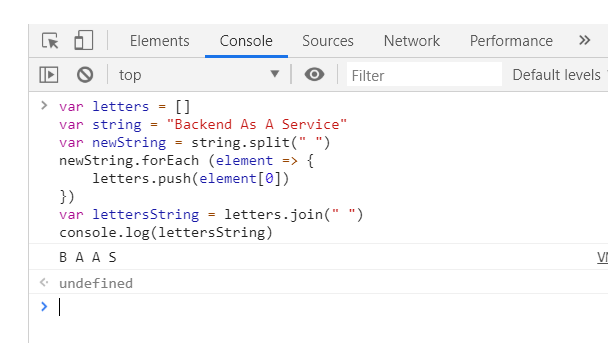 Elements Console Sources Network Performance »
top ▼ Filter Default levels
> var letters = []
var string = "Backend As A Service"
var newString = string.split(" ")
newString.forEach (element => {
    letters.push(element[0])
})
var lettersString = letters.join(" ")
console.log(lettersString)
B A A S VM
undefined
>